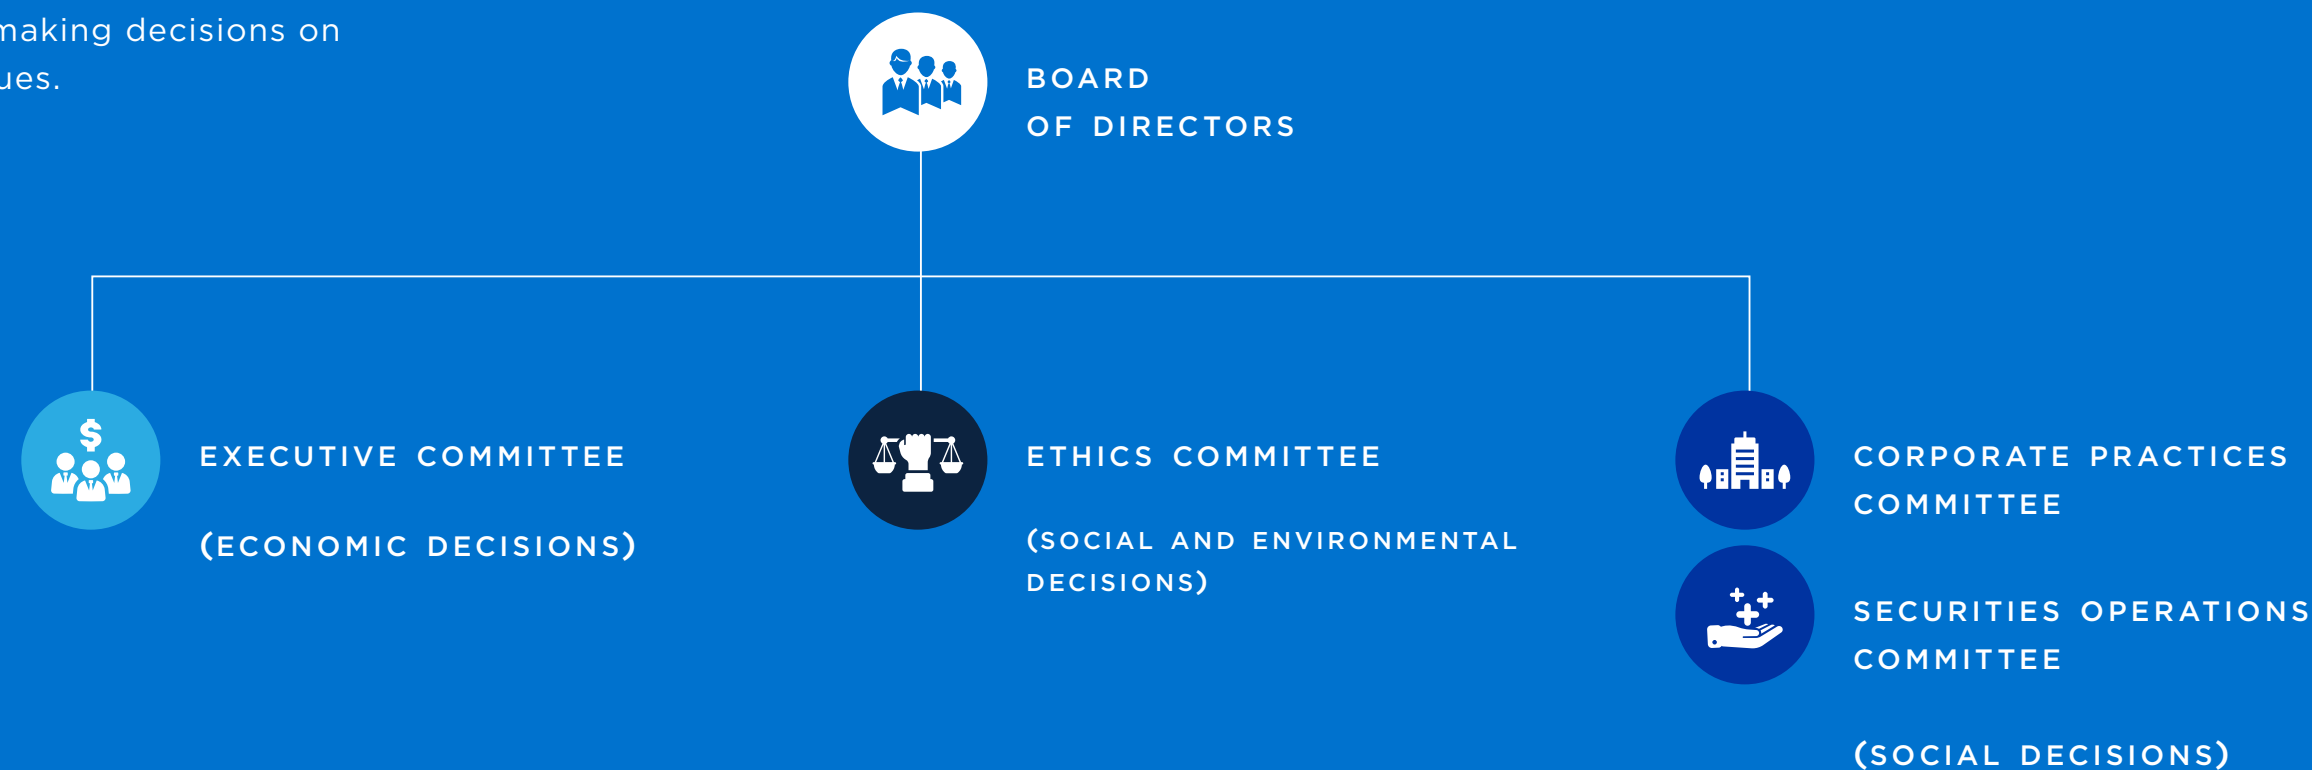 making decisions on
ues.
BOARD
OF DIRECTORS
EXECUTIVE COMMITTEE
(ECONOMIC DECISIONS)
ETHICS COMMITTEE
(SOCIAL AND ENVIRONMENTAL
DECISIONS)
CORPORATE PRACTICES
COMMITTEE
SECURITIES OPERATIONS
COMMITTEE
(SOCIAL DECISIONS)